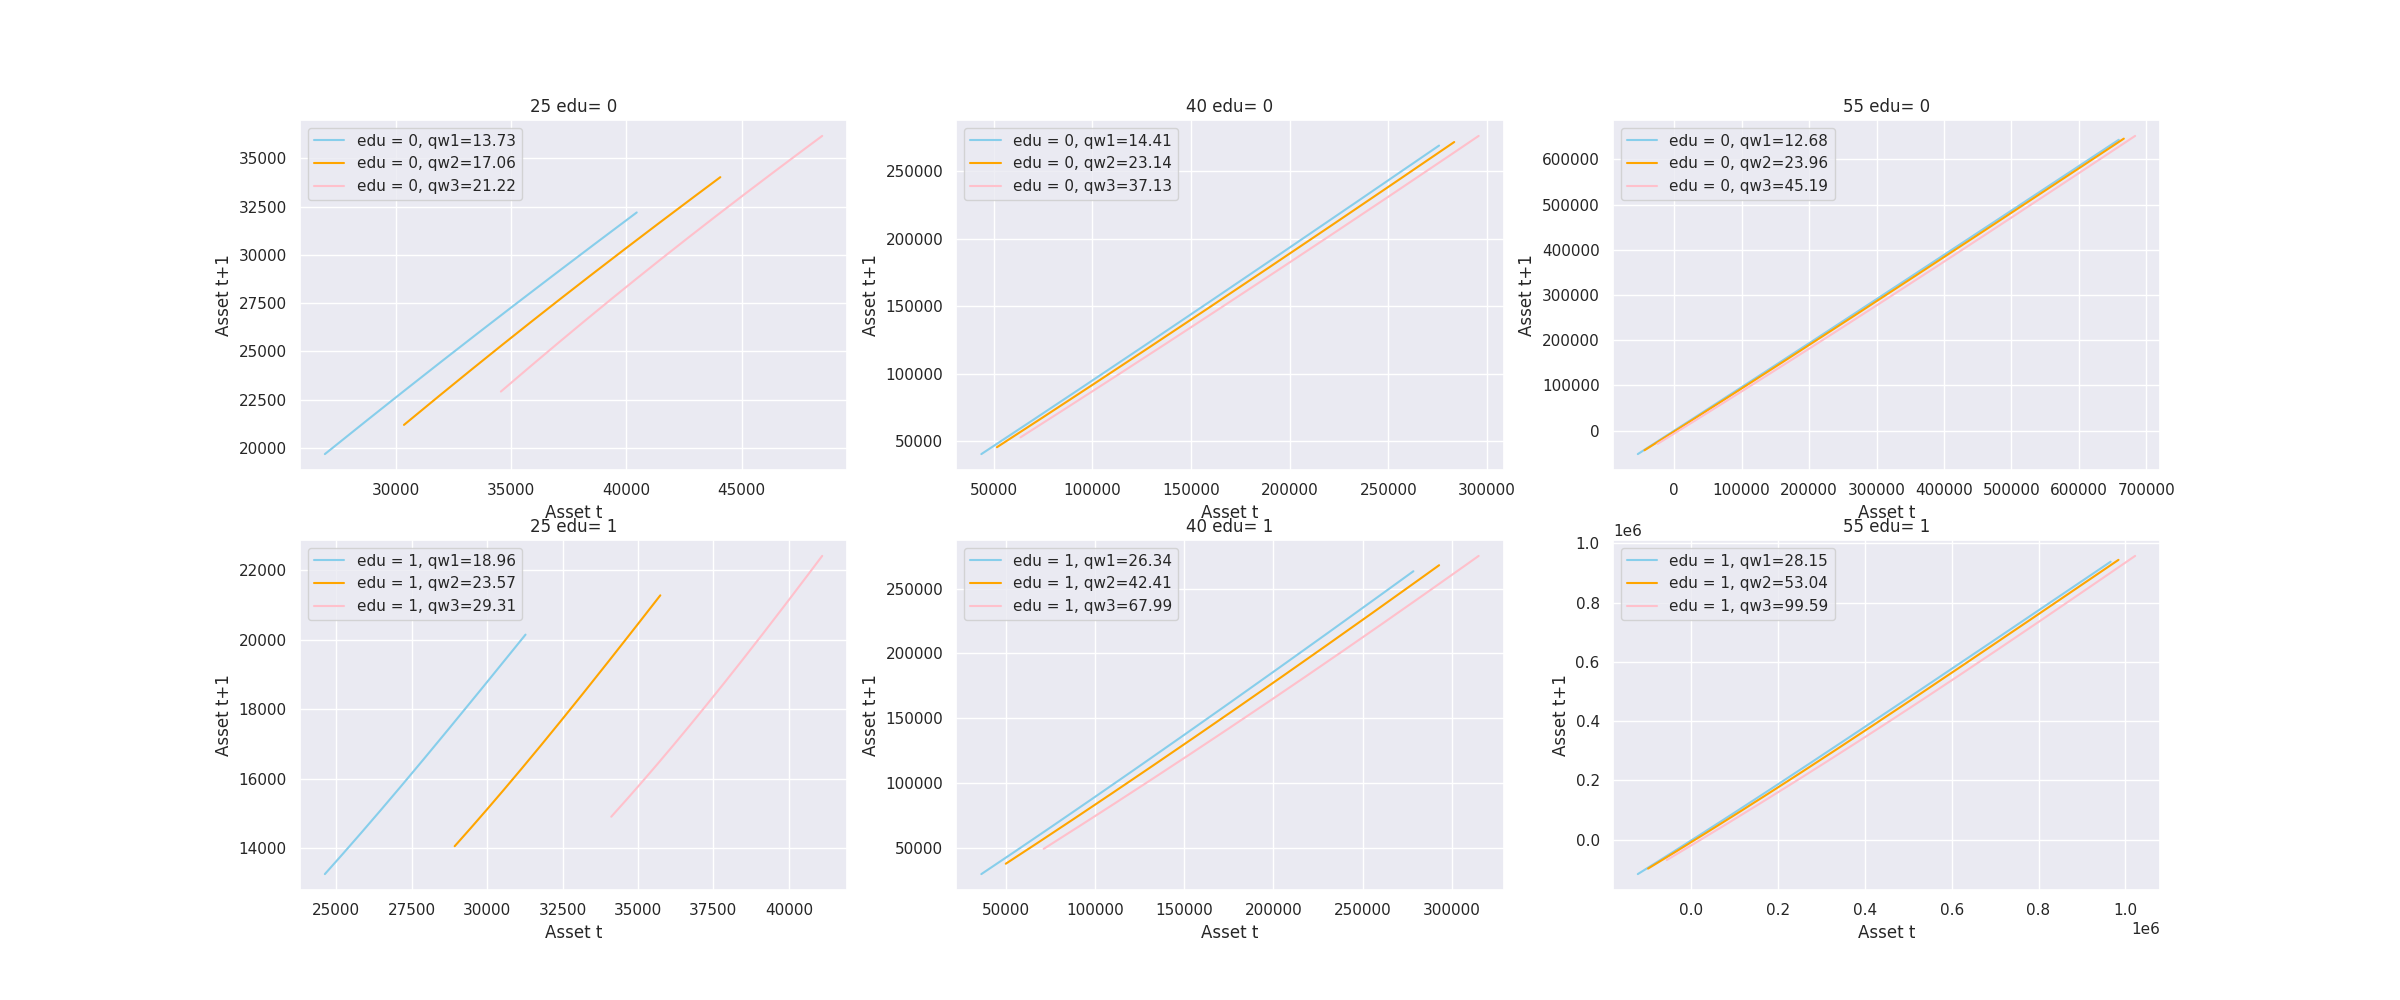 25 edu= 0
edu = 0, qw1=13.73
edu = 0, qw2=17.06
edu = 0, qw3=21.22
Asset t+1
35000
32500
30000
27500
25000
22500
20000
30000 35000 40000 45000
Asset t
40 edu= 0
edu = 0, qw1=14.41
edu = 0, qw2=23.14
edu = 0, qw3=37.13
Asset t+1
250000
200000
150000
100000
50000
50000 100000 150000 200000 250000 300000
Asset t
55 edu= 0
edu = 0, qw1=12.68
edu = 0, qw2=23.96
edu = 0, qw3=45.19
Asset t+1
600000
500000
400000
300000
200000
100000
0
0 100000 200000 300000 400000 500000 600000 700000
Asset t
25 edu= 1
edu = 1, qw1=18.96
edu = 1, qw2=23.57
edu = 1, qw3=29.31
Asset t+1
22000
20000
18000
16000
14000
25000 27500 30000 32500 35000 37500 40000
Asset t
40 edu= 1
edu = 1, qw1=26.34
edu = 1, qw2=42.41
edu = 1, qw3=67.99
Asset t+1
250000
200000
150000
100000
50000
50000 100000 150000 200000 250000 300000
Asset t
55 edu= 1
1e6
edu = 1, qw1=28.15
edu = 1, qw2=53.04
edu = 1, qw3=99.59
Asset t+1
1.0
0.8
0.6
0.4
0.2
0.0
0.0 0.2 0.4 0.6 0.8 1.0
1e6
Asset t